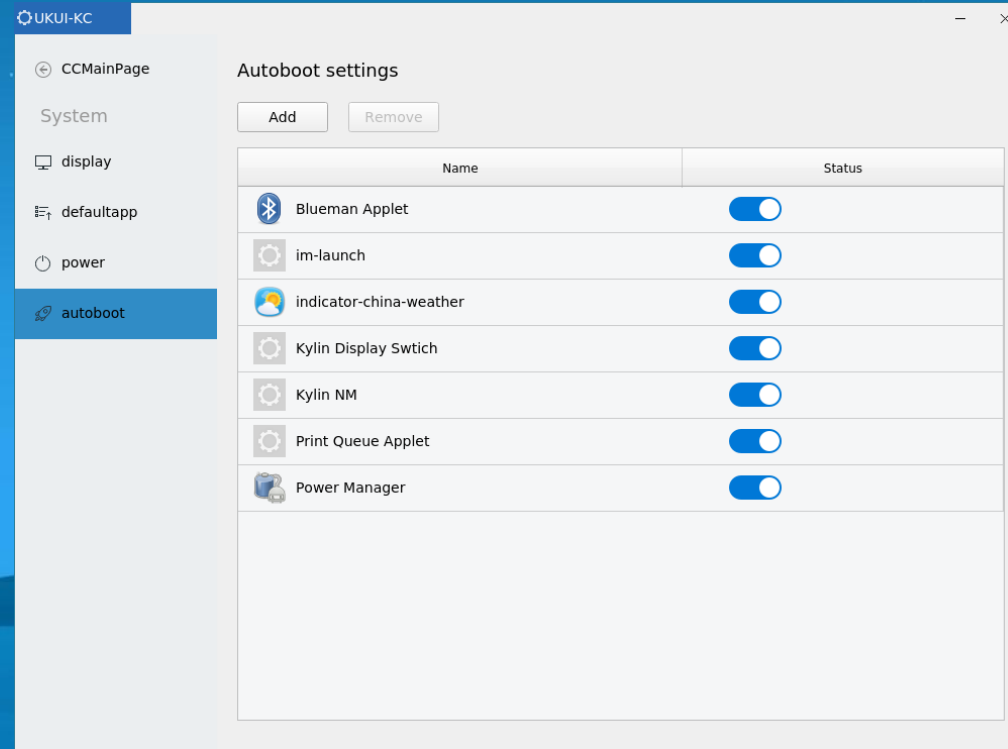 UKUI-KC
CCMainPage
System
display
defaultapp
power
autoboot
Autoboot settings
Add
Remove
Name
Status
Blueman Applet
im-launch
indicator-china-weather
Kylin Display Swtich
Kylin NM
Print Queue Applet
Power Manager